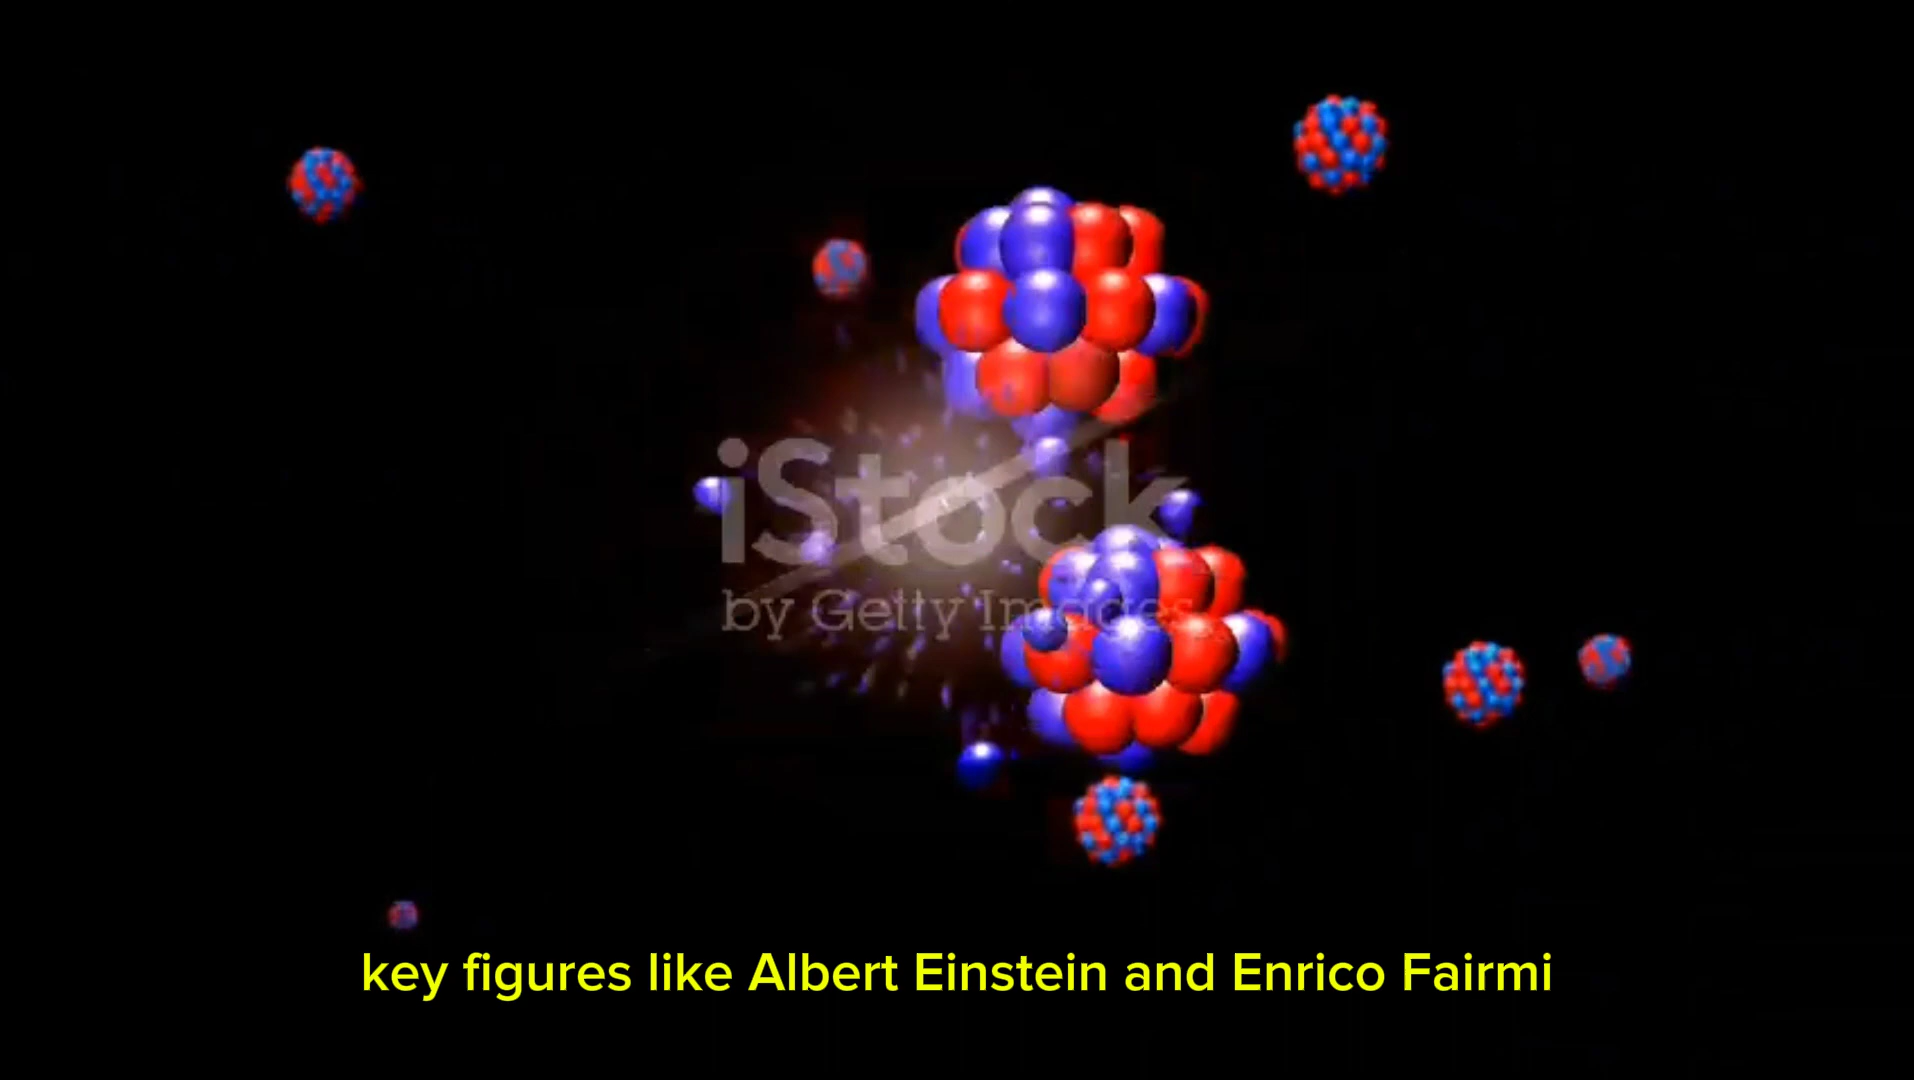 iStock
by Getty Images
key figures like Albert Einstein and Enrico Fairmi